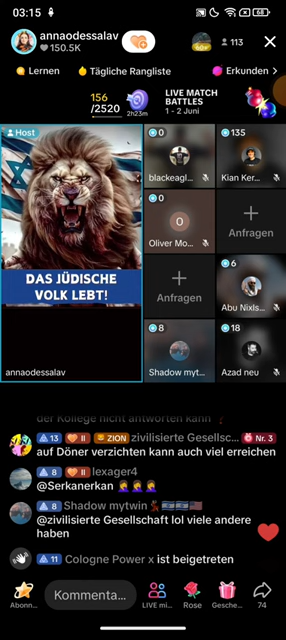 03:15
68
annaodessalav
150.5K
113
Lernen
Tägliche Rangliste
Erkunden
156
/2520
2h23m
LIVE MATCH
BATTLES
1 - 2 Juni
Host
DAS JÜDISCHE
VOLK LEBT!
annaodessalav
0
blackeagl...
135
Kian Ker...
0
O
Oliver Mo...
+
Anfragen
+
Anfragen
6
Abu Nixls...
8
Shadow myt...
18
Azad neu
der Kollege nicht antworten kann ?
13 II ZION zivilisierte Gesellsc... Nr. 3
auf Döner verzichten kann auch viel erreichen
8 II lexager4
@Serkanerkan
8 Shadow mytwin
@zivilisierte Gesellschaft lol viele andere
haben
11 Cologne Power x ist beigetreten
Abonn...
Kommenta...
LIVE mi...
Rose
Gesche...
74